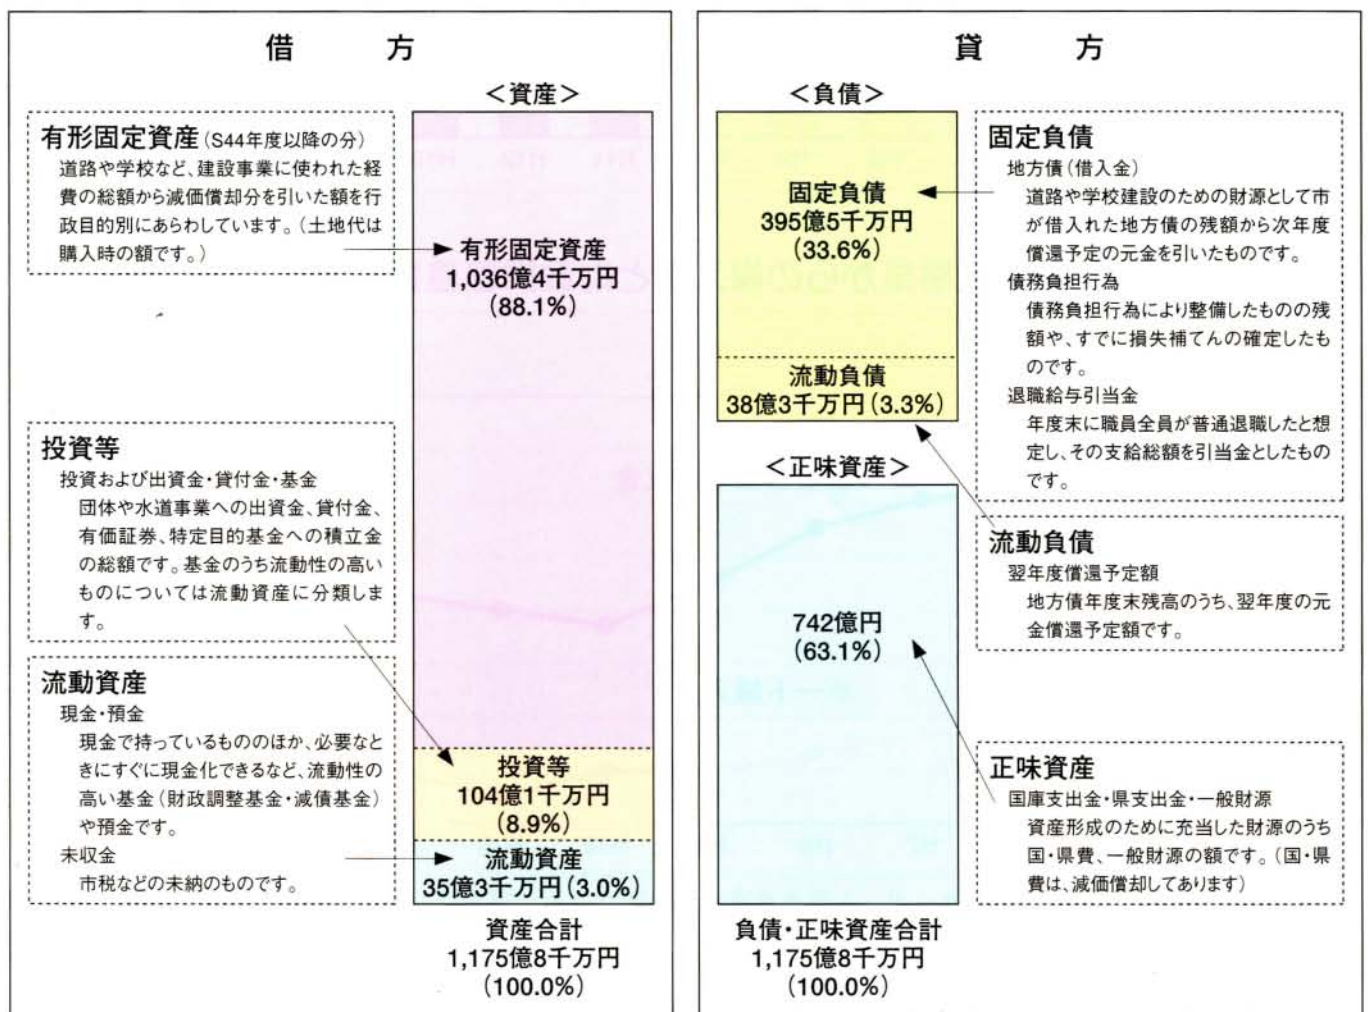 借方
＜資産＞
有形固定資産(S44年度以降の分)
道路や学校など、建設事業に使われた経
費の総額から減価償却分を引いた額を行
政目的別にあらわしています。(土地代は
購入時の額です。)
有形固定資産
1,036億4千万円
(88.1%)
投資等
投資および出資金・貸付金・基金
団体や水道事業への出資金、貸付金、
有価証券、特定目的基金への積立金
の総額です。基金のうち流動性の高い
ものについては流動資産に分類しま
す。
流動資産
現金・預金
現金で持っているもののほか、必要なと
きにすぐに現金化できるなど、流動性の
高い基金(財政調整基金・減債基金)
や預金です。
未収金
市税などの未納のものです。
投資等
104億1千万円
(8.9%)
流動資産
35億3千万円(3.0%)
資産合計
1,175億8千万円
(100.0%)
貸方
＜負債＞
固定負債
395億5千万円
(33.6%)
流動負債
38億3千万円(3.3%)
＜正味資産＞
742億円
(63.1%)
負債・正味資産合計
1,175億8千万円
(100.0%)
固定負債
地方債(借入金)
道路や学校建設のための財源として市
が借入れた地方債の残額から次年度
償還予定の元金を引いたものです。
債務負担行為
債務負担行為により整備したものの残
額や、すでに損失補てんの確定したも
のです。
退職給与引当金
年度末に職員全員が普通退職したと想
定し、その支給総額を引当金としたもの
です。
流動負債
翌年度償還予定額
地方債年度末残高のうち、翌年度の元
金償還予定額です。
正味資産
国庫支出金・県支出金・一般財源
資産形成のために充当した財源のうち
国・県費、一般財源の額です。(国・県
費は、減価償却してあります)